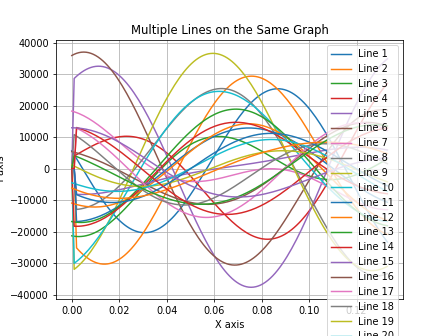 Multiple Lines on the Same Graph
40000
30000
20000
10000
0
-10000
-20000
-30000
-40000
0.00 0.02 0.04 0.06 0.08 0.10
X axis
Line 1
Line 2
Line 3
Line 4
Line 5
Line 6
Line 7
Line 8
Line 9
Line 10
Line 11
Line 12
Line 13
Line 14
Line 15
Line 16
Line 17
Line 18
Line 19
Line 20